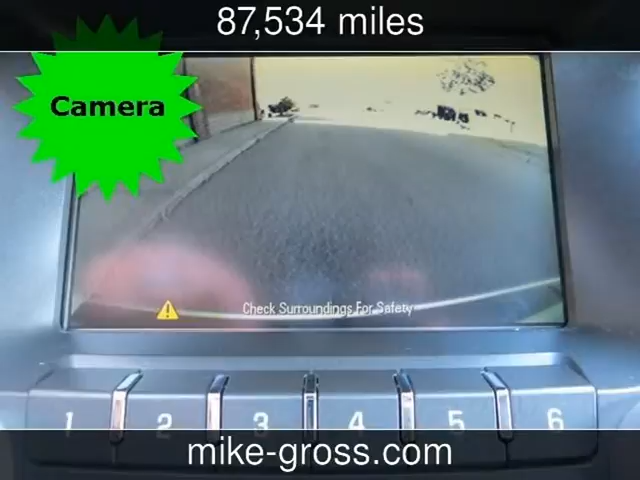 87,534 miles
Camera
Check Surroundings For Safety
1 2 3 4 5 6
mike-gross.com